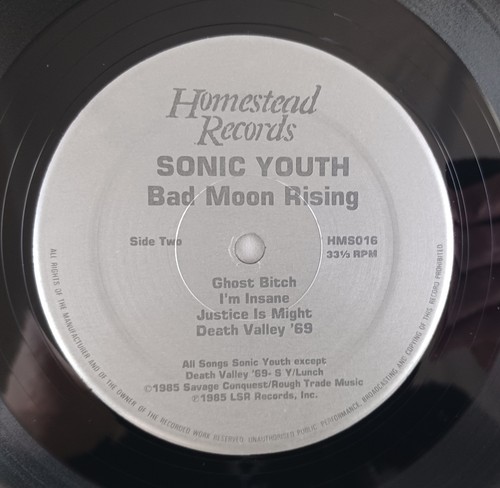 Homestead
Records
SONIC YOUTH
Bad Moon Rising
Side Two
HMS016
33⅓ RPM
Ghost Bitch
I'm Insane
Justice Is Might
Death Valley '69
All Songs Sonic Youth except
Death Valley '69- S Y/Lunch
©1985 Savage Conquest/Rough Trade Music
℗1985 LSR Records, Inc.
ALL RIGHTS OF THE MANUFACTURER AND OF THE OWNER OF THE RECORDED WORK RESERVED. UNAUTHORISED PUBLIC PERFORMANCE, BROADCASTING AND COPYING OF THIS RECORD PROHIBITED.